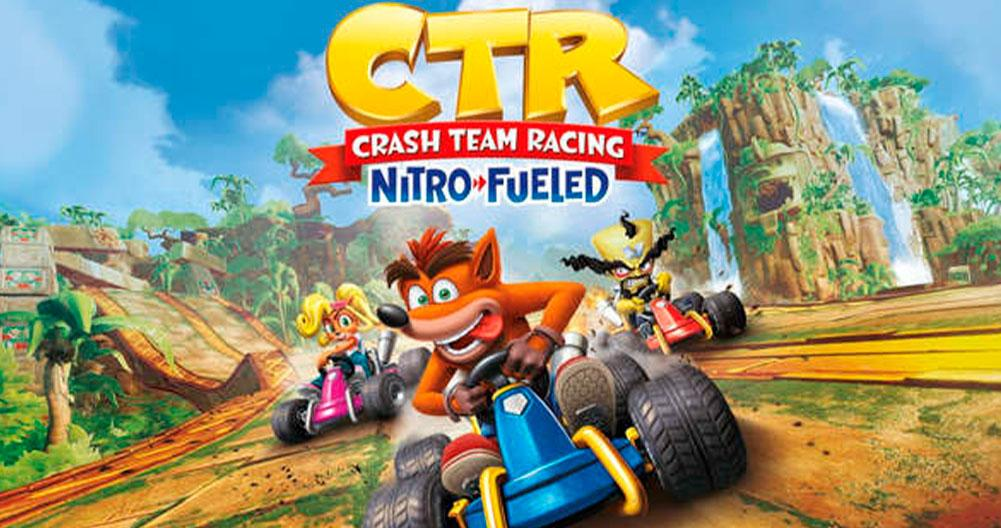 CTR
CRASH TEAM RACING
NiTRO FUELED